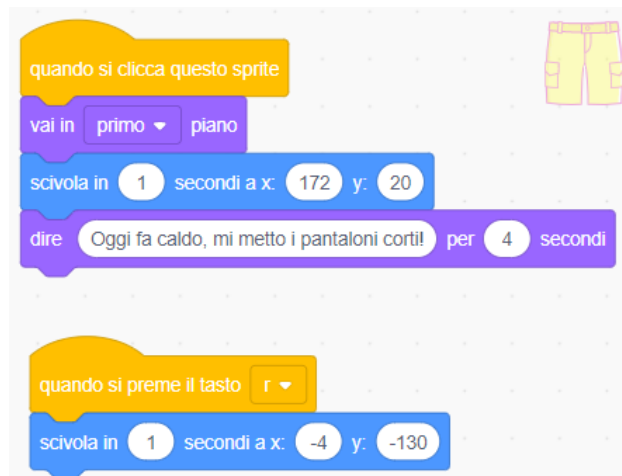 quando si clicca questo sprite
vai in primo piano
scivola in 1 secondi a x: 172 y: 20
dire Oggi fa caldo, mi metto i pantaloni corti! per 4 secondi
quando si preme il tasto r
scivola in 1 secondi a x: -4 y: -130